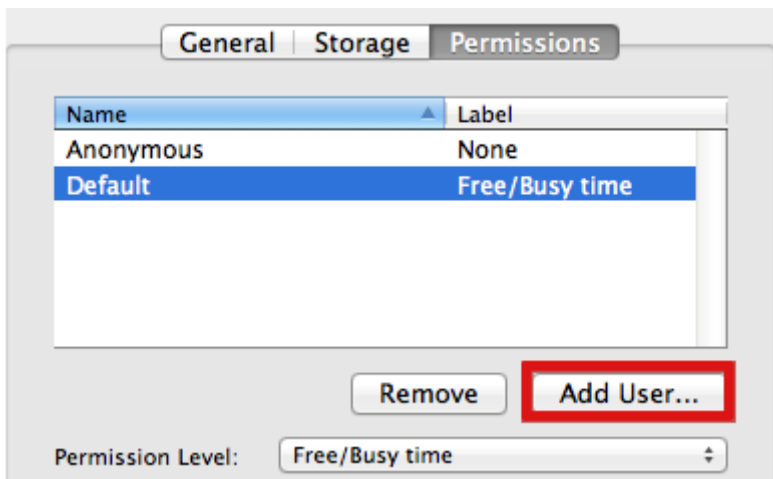 General Storage Permissions
Name Label
Anonymous None
Default Free/Busy time
Remove Add User...
Permission Level: Free/Busy time